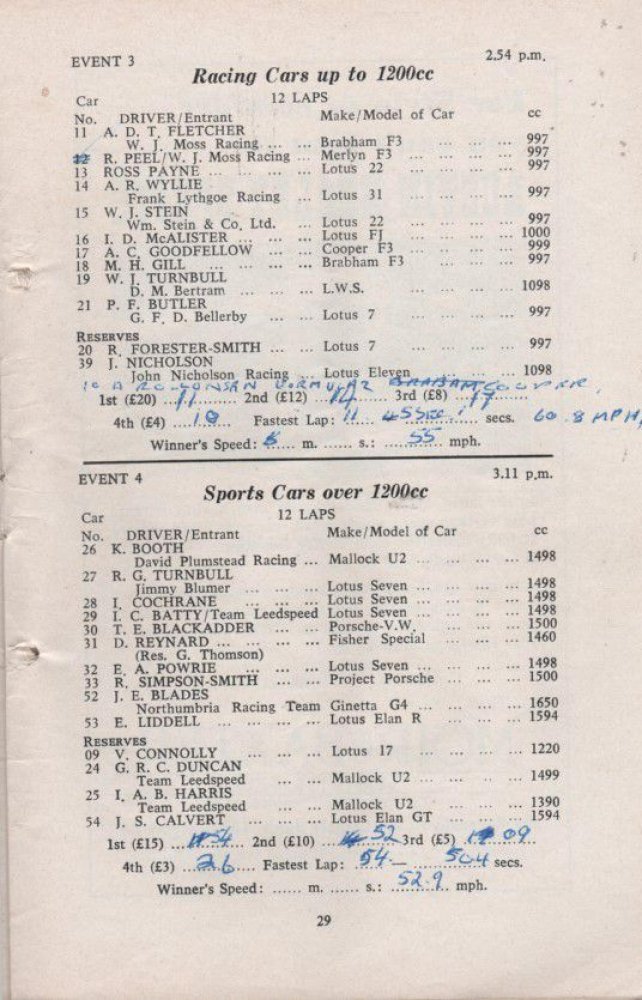 EVENT 3 2.54 p.m.
Racing Cars up to 1200cc
Car 12 LAPS
No. DRIVER/Entrant Make/Model of Car cc
11 A. D. T. FLETCHER
W. J. Moss Racing ... ... Brabham F3 ... ... ... 997
12 R. PEEL/W. J. Moss Racing ... Merlyn F3 ... ... ... 997
13 ROSS PAYNE ... ... ... ... Lotus 22 ... ... ... 997
14 A. R. WYLLIE
Frank Lythgoe Racing ... Lotus 31 ... ... ... 997
15 W. J. STEIN
Wm. Stein & Co. Ltd. ... Lotus 22 ... ... ... 997
16 I. D. McALISTER ... ... ... Lotus FJ ... ... ... 1000
17 A. C. GOODFELLOW ... ... Cooper F3 ... ... ... 999
18 M. H. GILL ... ... ... ... Brabham F3 ... ... ... 997
19 W. J. TURNBULL
D. M. Bertram ... ... ... L.W.S. ... ... ... 1098
21 P. F. BUTLER
G. F. D. Bellerby ... ... Lotus 7 ... ... ... 997
RESERVES
20 R. FORESTER-SMITH ... ... Lotus 7 ... ... ... 997
39 J. NICHOLSON
John Nicholson Racing ... Lotus Eleven ... ... ... 1098
10 FORMULA 2 BRABHAM COOPER
1st (£20) ...11......... 2nd (£12) ...14...... 3rd (£8) ...17.......
4th (£4) ....10.... Fastest Lap: 11 ... 45 sec ... secs. 60.8 MPH
Winner's Speed: ...... m. ...... s.: ...55... mph.
EVENT 4 3.11 p.m.
Sports Cars over 1200cc
Car 12 LAPS
No. DRIVER/Entrant Make/Model of Car cc
26 K. BOOTH
David Plumstead Racing ... Mallock U2 ... ... ... 1498
27 R. G. TURNBULL
Jimmy Blumer ... ... ... Lotus Seven ... ... ... 1498
28 I. COCHRANE ... ... ... Lotus Seven ... ... ... 1498
29 I. C. BATTY/Team Leedspeed Lotus Seven ... ... ... 1498
30 T. E. BLACKADDER ... ... Porsche-V.W. ... ... ... 1500
31 D. REYNARD ... ... ... ... Fisher Special ... ... 1460
(Res. G. Thomson)
32 E. A. POWRIE ... ... ... Lotus Seven ... ... ... 1498
33 R. SIMPSON-SMITH ... ... Project Porsche ... ... ... 1500
52 J. E. BLADES
Northumbria Racing Team Ginetta G4 ... ... ... 1650
53 E. LIDDELL ... ... ... ... Lotus Elan R ... ... ... 1594
RESERVES
09 V. CONNOLLY ... ... ... Lotus 17 ... ... ... 1220
24 G. R. C. DUNCAN
Team Leedspeed ... ... Mallock U2 ... ... ... 1499
25 I. A. B. HARRIS
Team Leedspeed ... ... Mallock U2 ... ... ... 1390
54 J. S. CALVERT ... ... ... Lotus Elan GT ... ... ... 1594
1st (£15) ...54... 2nd (£10) ...52 3rd (£5) ...09...
4th (£3) ...26.... Fastest Lap: 54 — 50.4 secs.
Winner's Speed: ...... m. ...... s.: 52.9 mph.
29